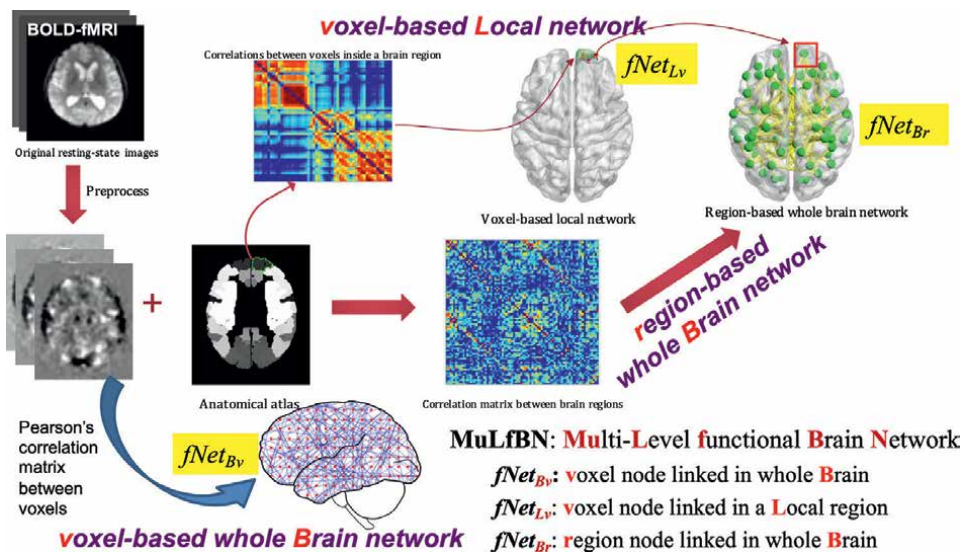 BOLD-fMRI
Original resting-state images
Preprocess
voxel-based Local network
Correlations between voxels inside a brain region
fNetLv
Voxel-based local network
fNetBr
Region-based whole brain network
+
Anatomical atlas
Correlation matrix between brain regions
region-based
whole Brain network
Pearson's
correlation
matrix
between
voxels
fNetBv
voxel-based whole Brain network
MuLfBN: Multi-Level functional Brain Network
fNetBv: voxel node linked in whole Brain
fNetLv: voxel node linked in a Local region
fNetBr: region node linked in whole Brain